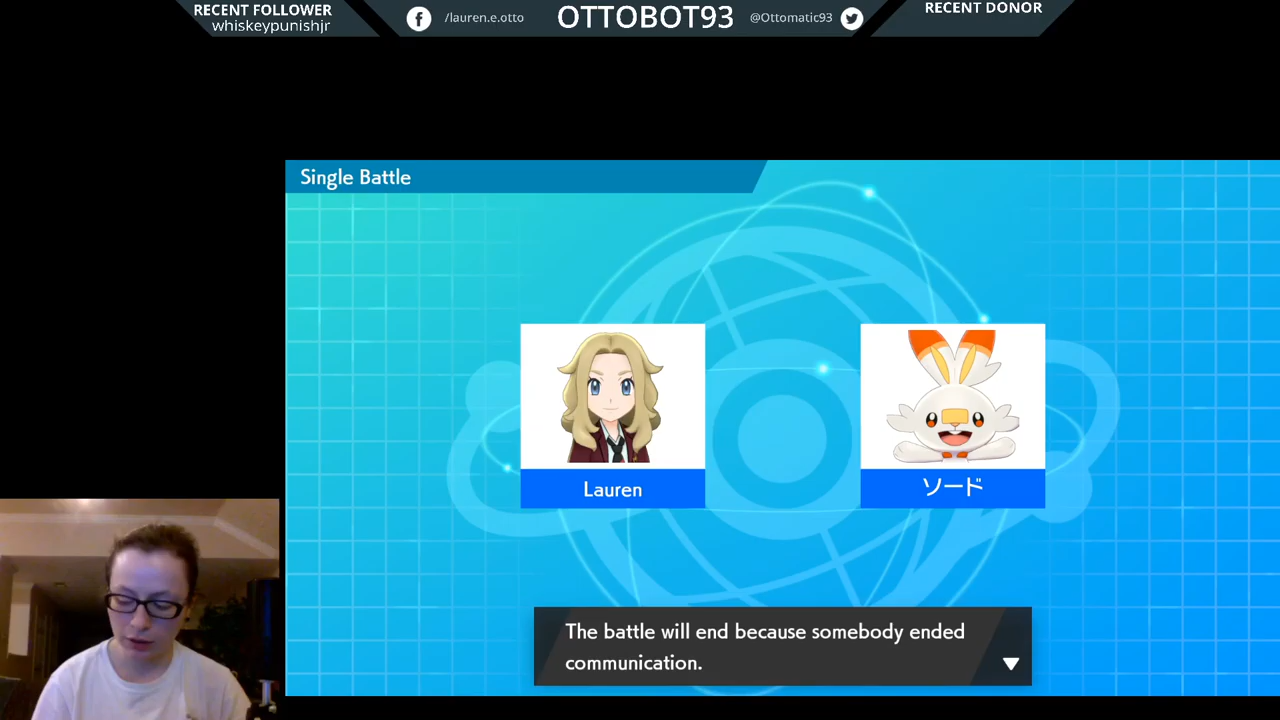 RECENT FOLLOWER
whiskeypunishjr
/lauren.e.otto
OTTOBOT93
@Ottomatic93
RECENT DONOR
Single Battle
Lauren
ソード
The battle will end because somebody ended
communication.